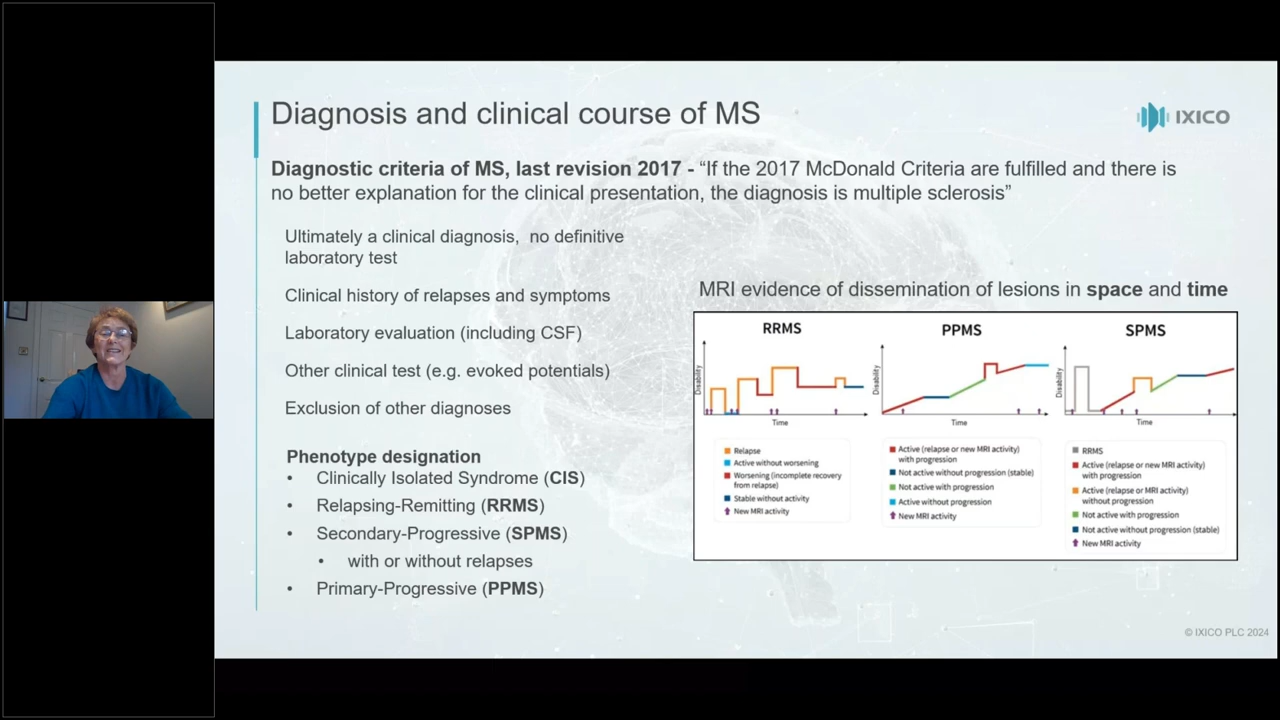 Diagnosis and clinical course of MS
IXICO
Diagnostic criteria of MS, last revision 2017 - “If the 2017 McDonald Criteria are fulfilled and there is
no better explanation for the clinical presentation, the diagnosis is multiple sclerosis”
Ultimately a clinical diagnosis, no definitive
laboratory test
Clinical history of relapses and symptoms
Laboratory evaluation (including CSF)
Other clinical test (e.g. evoked potentials)
Exclusion of other diagnoses
Phenotype designation
• Clinically Isolated Syndrome (CIS)
• Relapsing-Remitting (RRMS)
• Secondary-Progressive (SPMS)
• with or without relapses
• Primary-Progressive (PPMS)
MRI evidence of dissemination of lesions in space and time
RRMS
Disability
Time
Relapse
Active without worsening
Worsening (incomplete recovery
from relapse)
Stable without activity
New MRI activity
PPMS
Disability
Time
Active (relapse or new MRI activity)
with progression
Not active without progression (stable)
Not active with progression
Active without progression
New MRI activity
SPMS
Disability
Time
RRMS
Active (relapse or new MRI activity)
with progression
Active (relapse or MRI activity)
without progression
Not active with progression
Not active without progression (stable)
New MRI activity
© IXICO PLC 2024